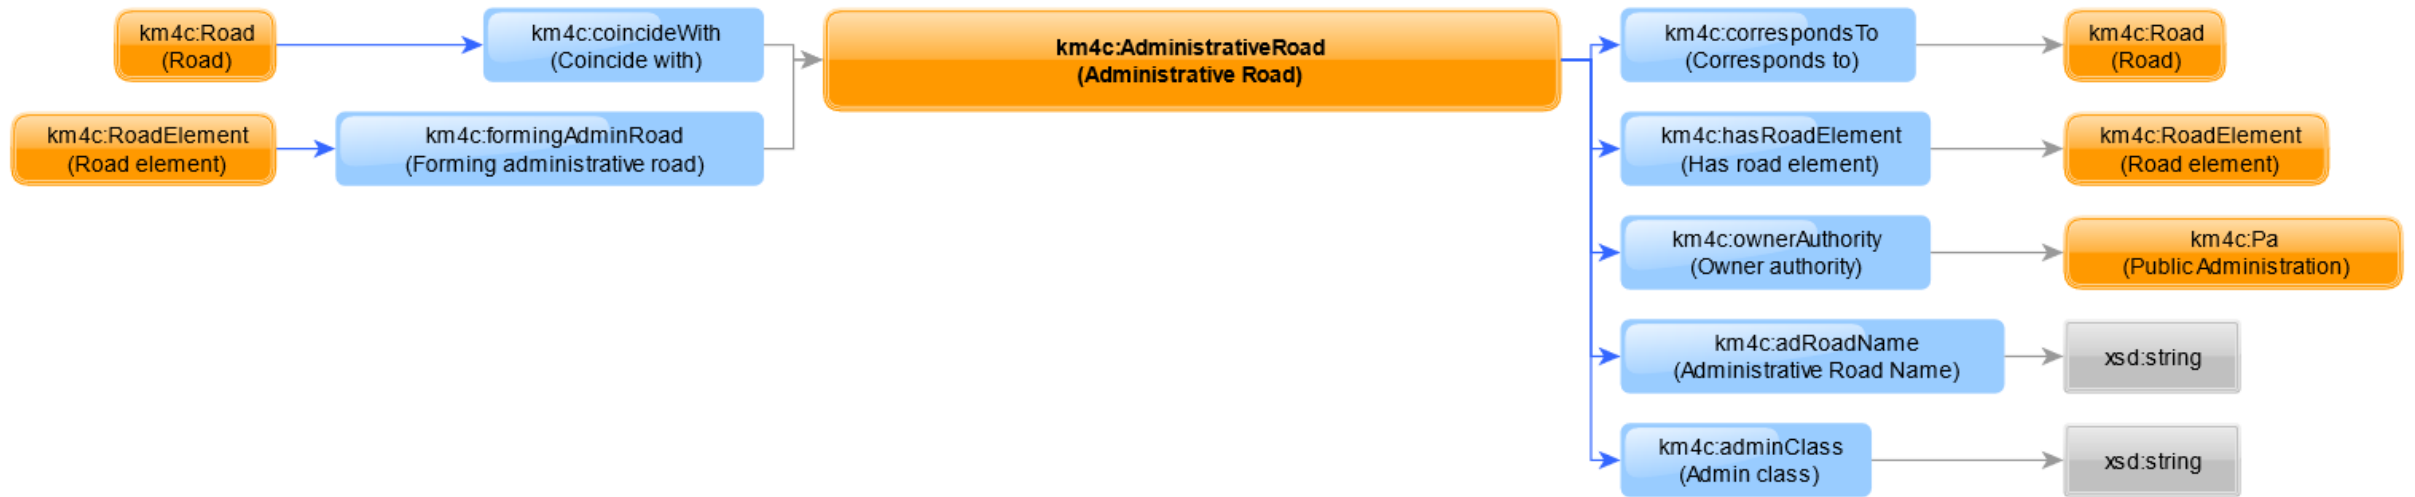 km4c:Road
(Road)
km4c:coincideWith
(Coincide with)
km4c:RoadElement
(Road element)
km4c:formingAdminRoad
(Forming administrative road)
km4c:AdministrativeRoad
(Administrative Road)
km4c:correspondsTo
(Corresponds to)
km4c:Road
(Road)
km4c:hasRoadElement
(Has road element)
km4c:RoadElement
(Road element)
km4c:ownerAuthority
(Owner authority)
km4c:Pa
(Public Administration)
km4c:adRoadName
(Administrative Road Name)
xsd:string
km4c:adminClass
(Admin class)
xsd:string